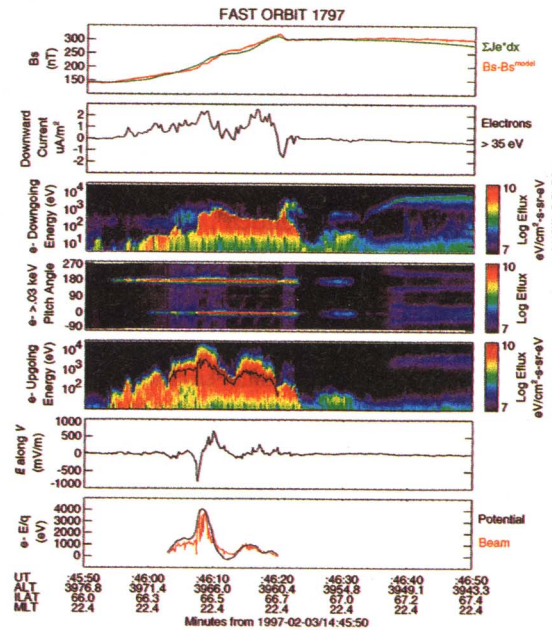 FAST ORBIT 1797
Bs
(nT)
300
250
200
150
ΣJe*dx
Bs-Bs^model
Downward
Current
uA/m²
2
1
0
-1
-2
Electrons
> 35 eV
e- Downgoing
Energy (eV)
10⁴
10³
10²
10¹
10
7
Log Eflux
eV/cm²-s-sr-eV
e- >.03 keV
Pitch Angle
270
180
90
0
-90
10
7
Log Eflux
e- Upgoing
Energy (eV)
10⁴
10³
10²
10
7
Log Eflux
eV/cm²-s-sr-eV
E along V
(mV/m)
1000
500
0
-500
-1000
e- E/q
(eV)
4000
3000
2000
1000
0
Potential
Beam
UT :45:50 :46:00 :46:10 :46:20 :46:30 :46:40 :46:50
ALT 3976.8 3971.4 3966.0 3960.4 3954.8 3949.1 3943.3
ILAT 66.0 66.3 66.5 66.7 67.0 67.2 67.4
MLT 22.4 22.4 22.4 22.4 22.4 22.4 22.4
Minutes from 1997-02-03/14:45:50